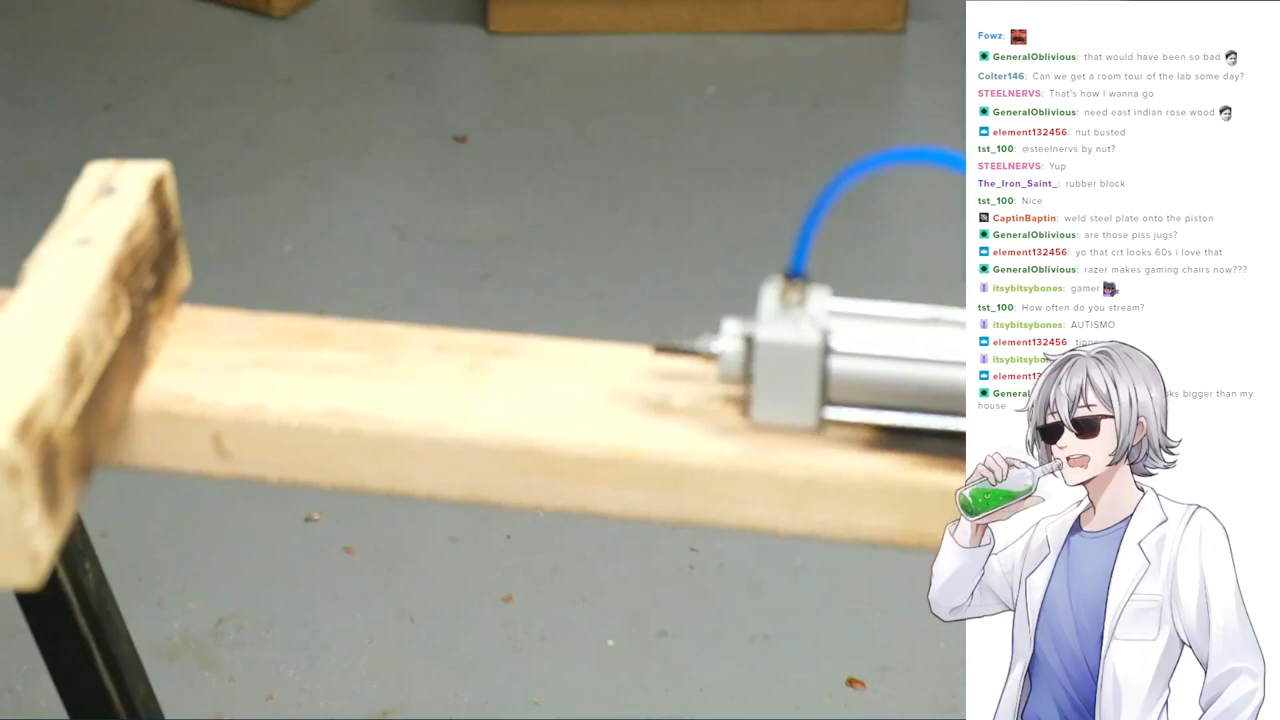 Fowz:
GeneralOblivious: that would have been so bad
Colter146: Can we get a room tour of the lab some day?
STEELNERVS: That's how I wanna go
GeneralOblivious: need east indian rose wood
element132456: nut busted
tst_100: @steelnervs by nut?
STEELNERVS: Yup
The_Iron_Saint_: rubber block
tst_100: Nice
CaptinBaptin: weld steel plate onto the piston
GeneralOblivious: are those piss jugs?
element132456: yo that crt looks 60s i love that
GeneralOblivious: razer makes gaming chairs now???
itsybitsybones: gamer
tst_100: How often do you stream?
itsybitsybones: AUTISMO
element132456:
bigger than my
house